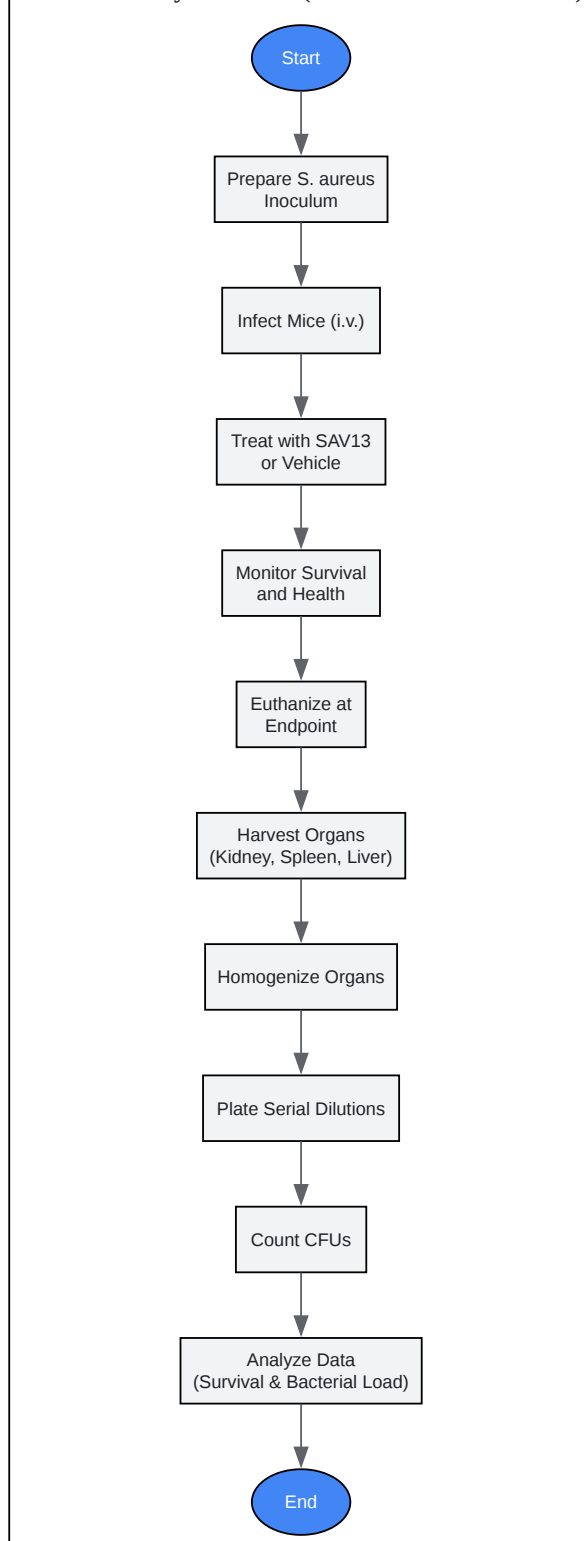 Start
Prepare S. aureus
Inoculum
Infect Mice (i.v.)
Treat with SAV13
or Vehicle
Monitor Survival
and Health
Euthanize at
Endpoint
Harvest Organs
(Kidney, Spleen, Liver)
Homogenize Organs
Plate Serial Dilutions
Count CFUs
Analyze Data
(Survival & Bacterial Load)
End